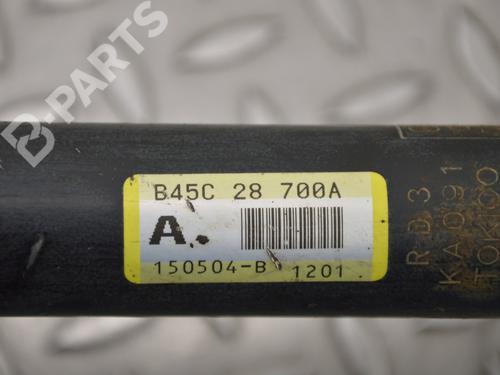 B-PARTS
B45C 28 700A
A.
150504-B 1201
RD3
KA091
TOKICO